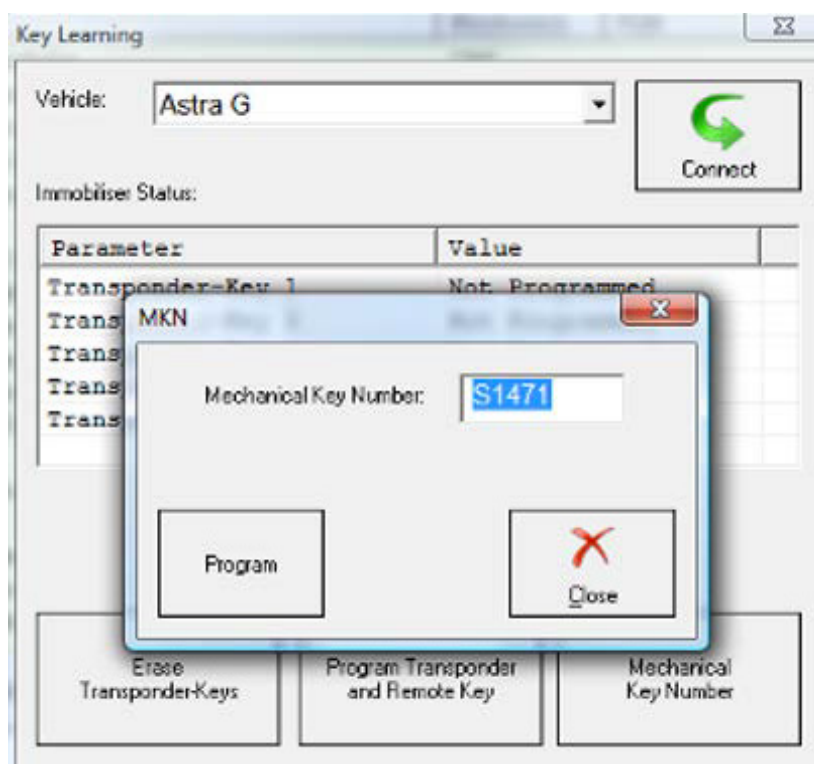 Key Learning
Vehicle: Astra G
Connect
Immobiliser Status:
Parameter Value
Transponder-Key 1 Not Programmed
Trans
Trans
Trans
Trans
MKN
Mechanical Key Number: S1471
Program
Close
Erase
Transponder-Keys
Program Transponder
and Remote Key
Mechanical
Key Number